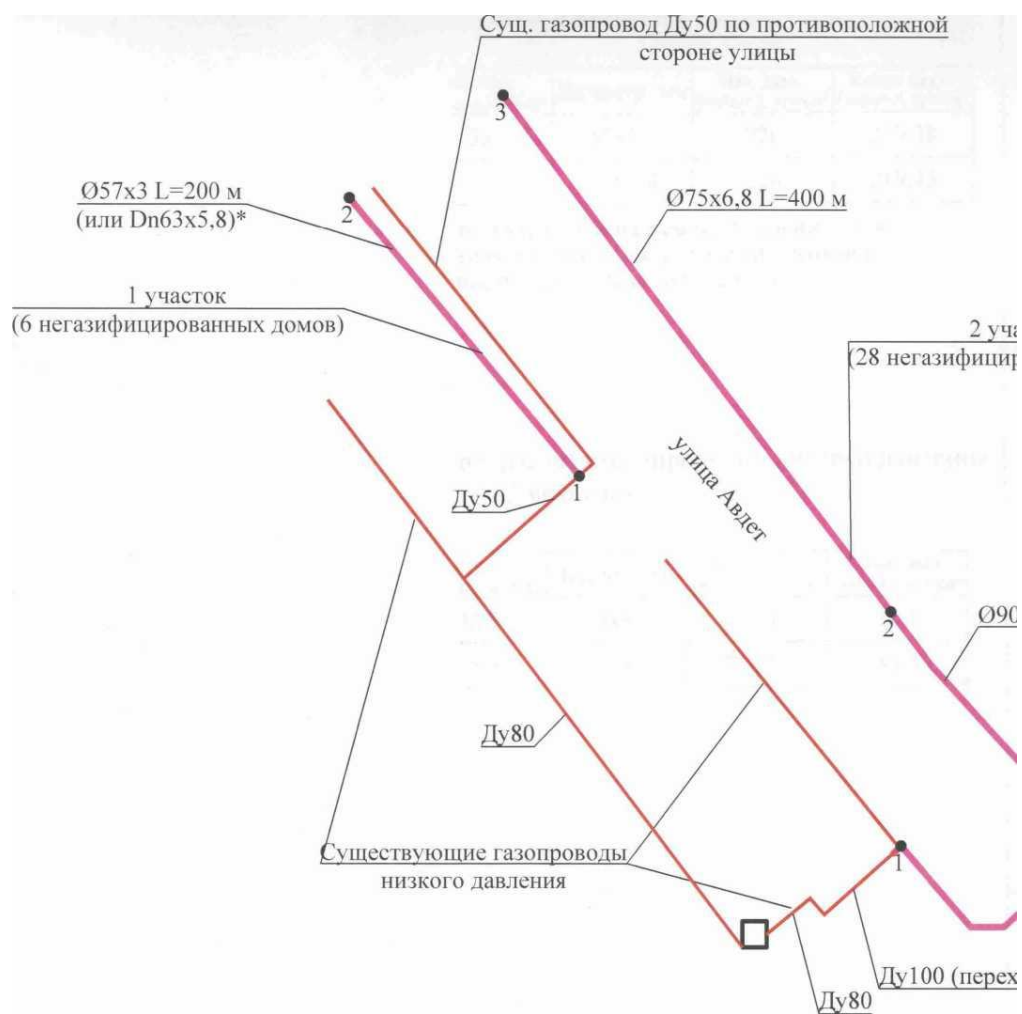 Сущ. газопровод Ду50 по противоположной
стороне улицы
3
Ø57х3 L=200 м
(или Dn63х5,8)*
2
Ø75х6,8 L=400 м
1 участок
(6 негазифицированных домов)
2 уча
(28 негазифицир
улица Авдет
Ду50
1
2
Ø90
Ду80
Существующие газопроводы
низкого давления
1
Ду100 (перех
Ду80